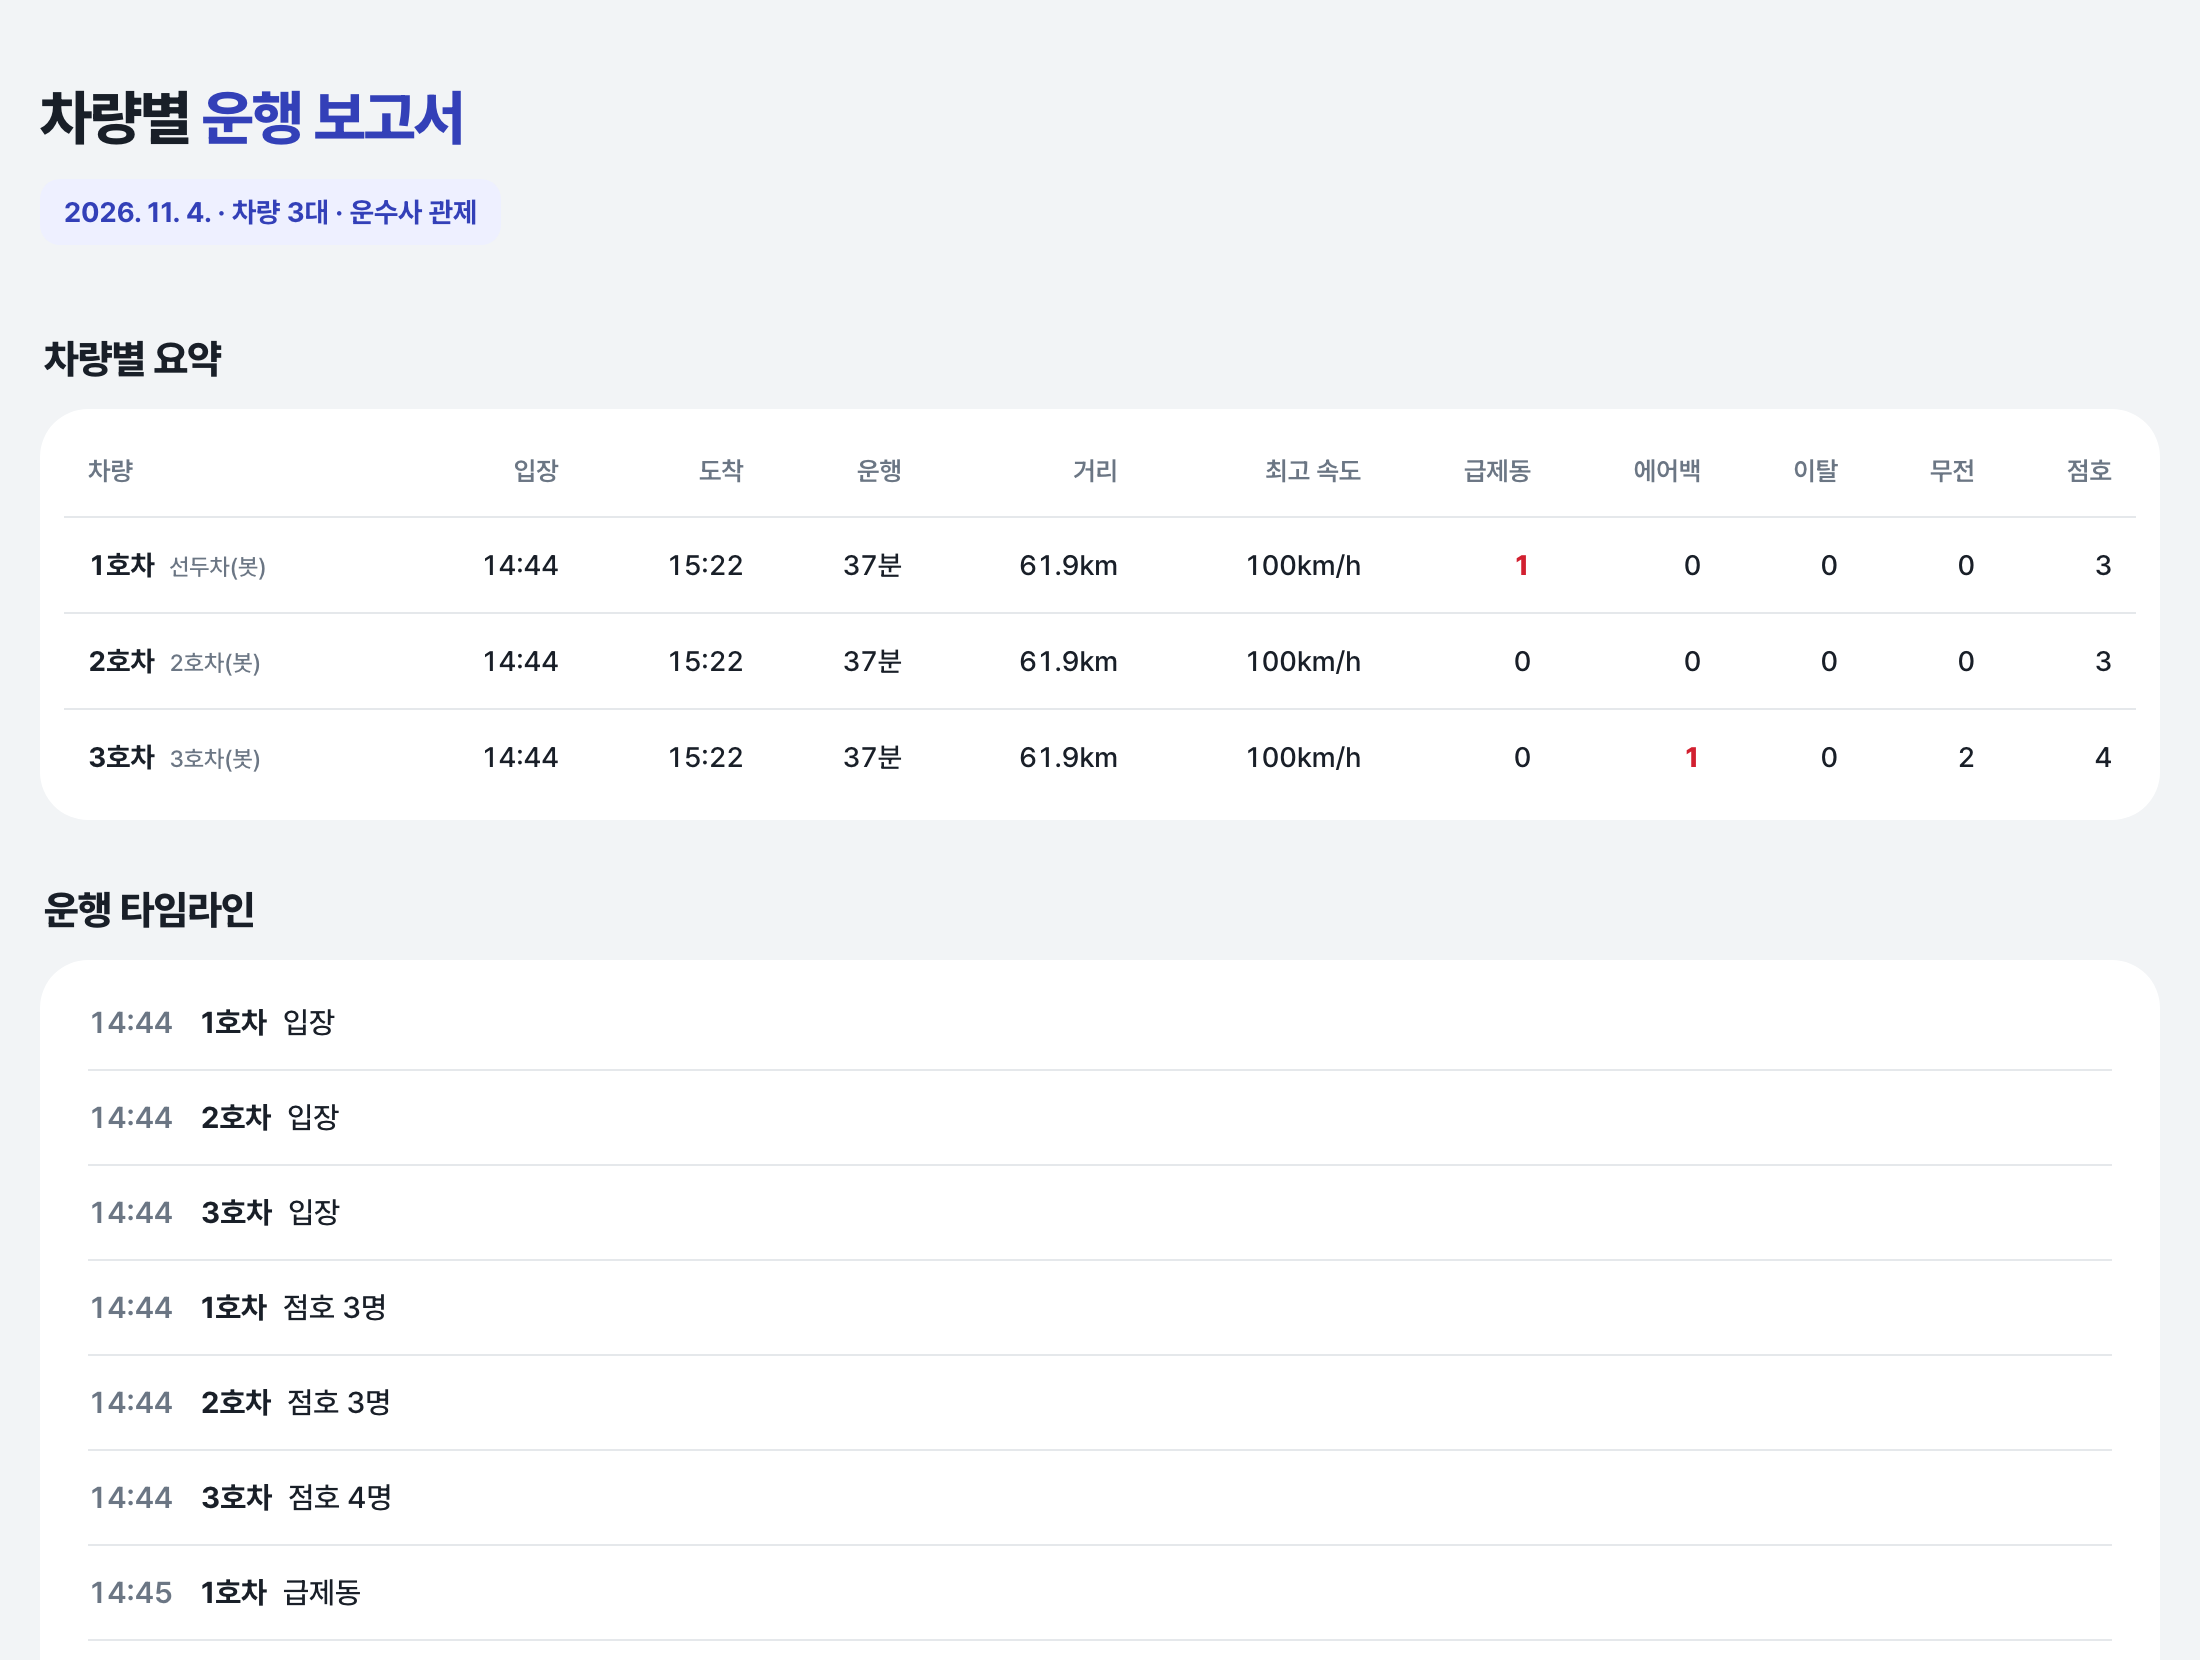 차량별 운행 보고서
2026. 11. 4. · 차량 3대 · 운수사 관제
차량별 요약
차량 입장 도착 운행 거리 최고 속도 급제동 에어백 이탈 무전 점호
1호차 선두차(봇) 14:44 15:22 37분 61.9km 100km/h 1 0 0 0 3
2호차 2호차(봇) 14:44 15:22 37분 61.9km 100km/h 0 0 0 0 3
3호차 3호차(봇) 14:44 15:22 37분 61.9km 100km/h 0 1 0 2 4
운행 타임라인
14:44 1호차 입장
14:44 2호차 입장
14:44 3호차 입장
14:44 1호차 점호 3명
14:44 2호차 점호 3명
14:44 3호차 점호 4명
14:45 1호차 급제동